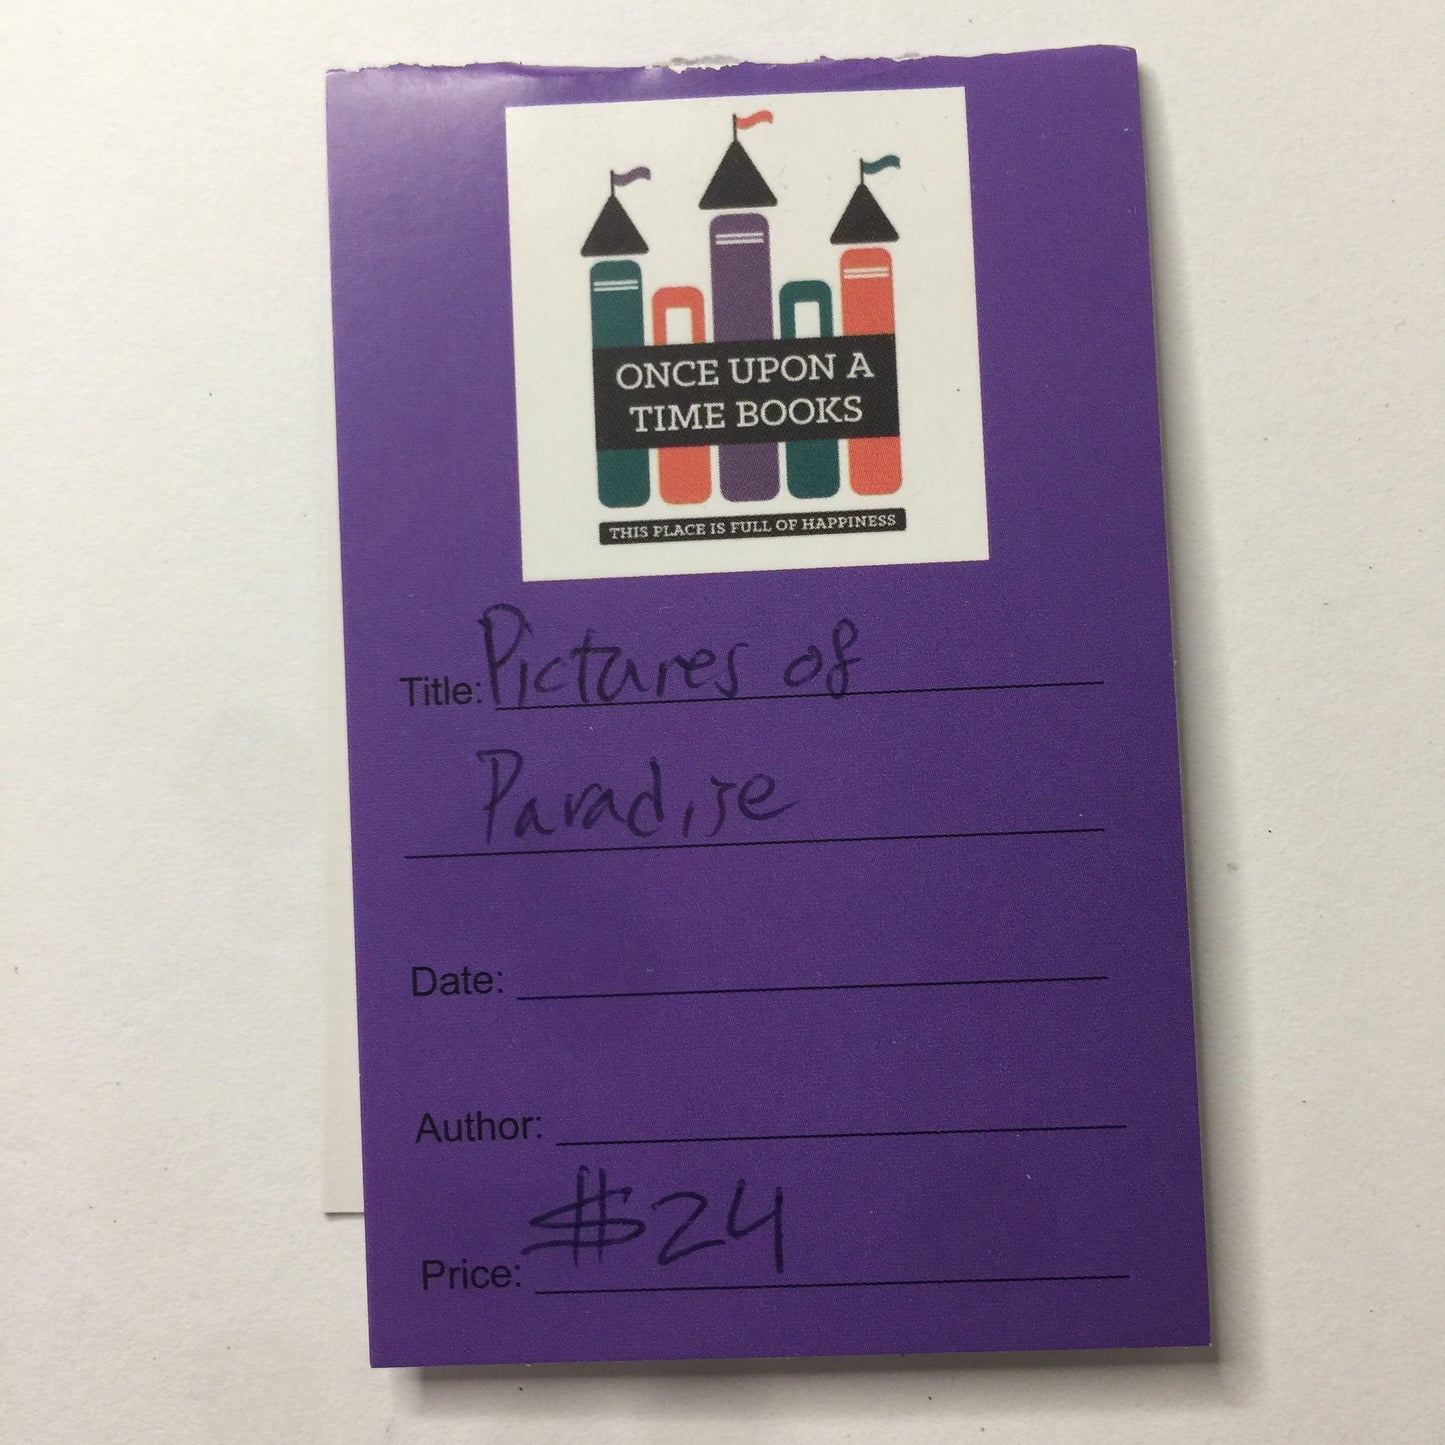 ONCE UPON A
TIME BOOKS
THIS PLACE IS FULL OF HAPPINESS
Title: Pictures of
Paradise
Date:
Author:
Price: $24